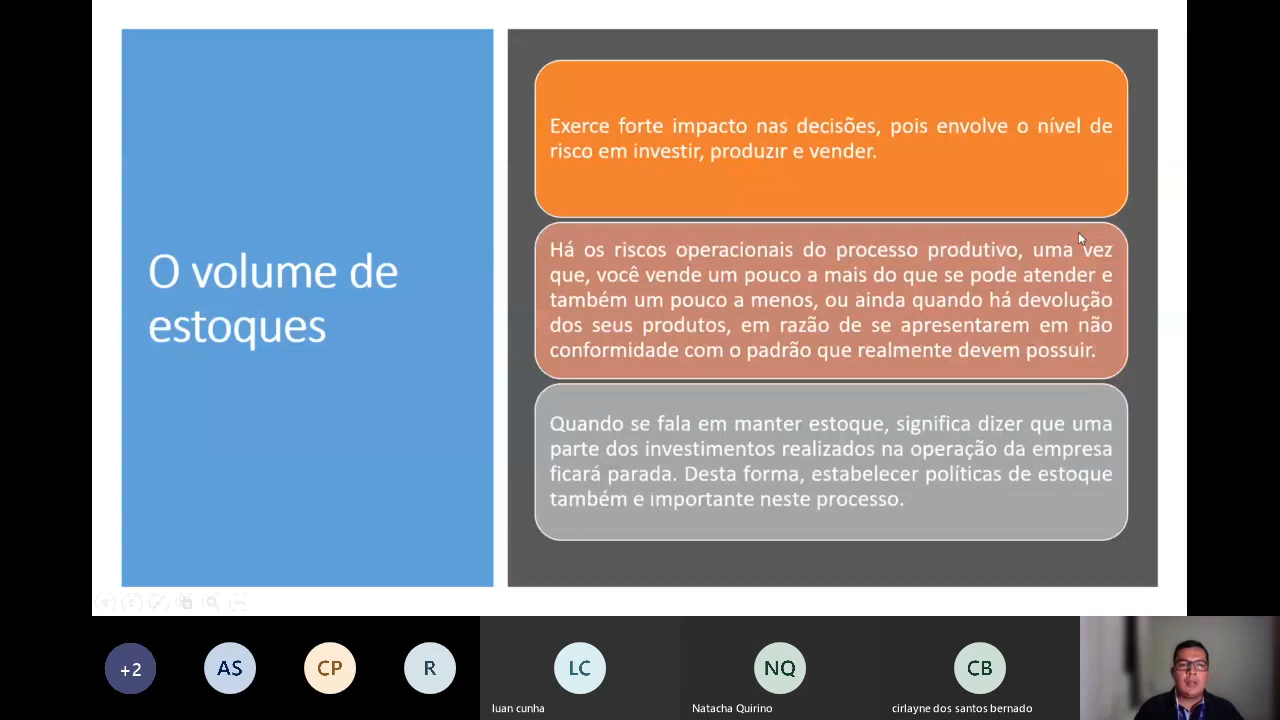 O volume de
estoques
Exerce forte impacto nas decisões, pois envolve o nível de
risco em investir, produzir e vender.
Há os riscos operacionais do processo produtivo, uma vez
que, você vende um pouco a mais do que se pode atender e
também um pouco a menos, ou ainda quando há devolução
dos seus produtos, em razão de se apresentarem em não
conformidade com o padrão que realmente devem possuir.
Quando se fala em manter estoque, significa dizer que uma
parte dos investimentos realizados na operação da empresa
ficará parada. Desta forma, estabelecer políticas de estoque
também e importante neste processo.
+2
AS
CP
R
LC
NQ
CB
luan cunha
Natacha Quirino
cirlayne dos santos bernado